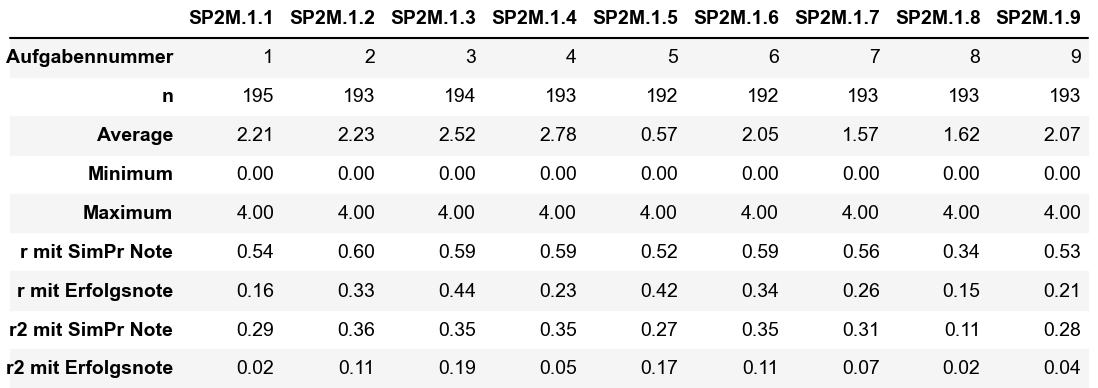 SP2M.1.1 SP2M.1.2 SP2M.1.3 SP2M.1.4 SP2M.1.5 SP2M.1.6 SP2M.1.7 SP2M.1.8 SP2M.1.9
Aufgabennummer 1 2 3 4 5 6 7 8 9
n 195 193 194 193 192 192 193 193 193
Average 2.21 2.23 2.52 2.78 0.57 2.05 1.57 1.62 2.07
Minimum 0.00 0.00 0.00 0.00 0.00 0.00 0.00 0.00 0.00
Maximum 4.00 4.00 4.00 4.00 4.00 4.00 4.00 4.00 4.00
r mit SimPr Note 0.54 0.60 0.59 0.59 0.52 0.59 0.56 0.34 0.53
r mit Erfolgsnote 0.16 0.33 0.44 0.23 0.42 0.34 0.26 0.15 0.21
r2 mit SimPr Note 0.29 0.36 0.35 0.35 0.27 0.35 0.31 0.11 0.28
r2 mit Erfolgsnote 0.02 0.11 0.19 0.05 0.17 0.11 0.07 0.02 0.04